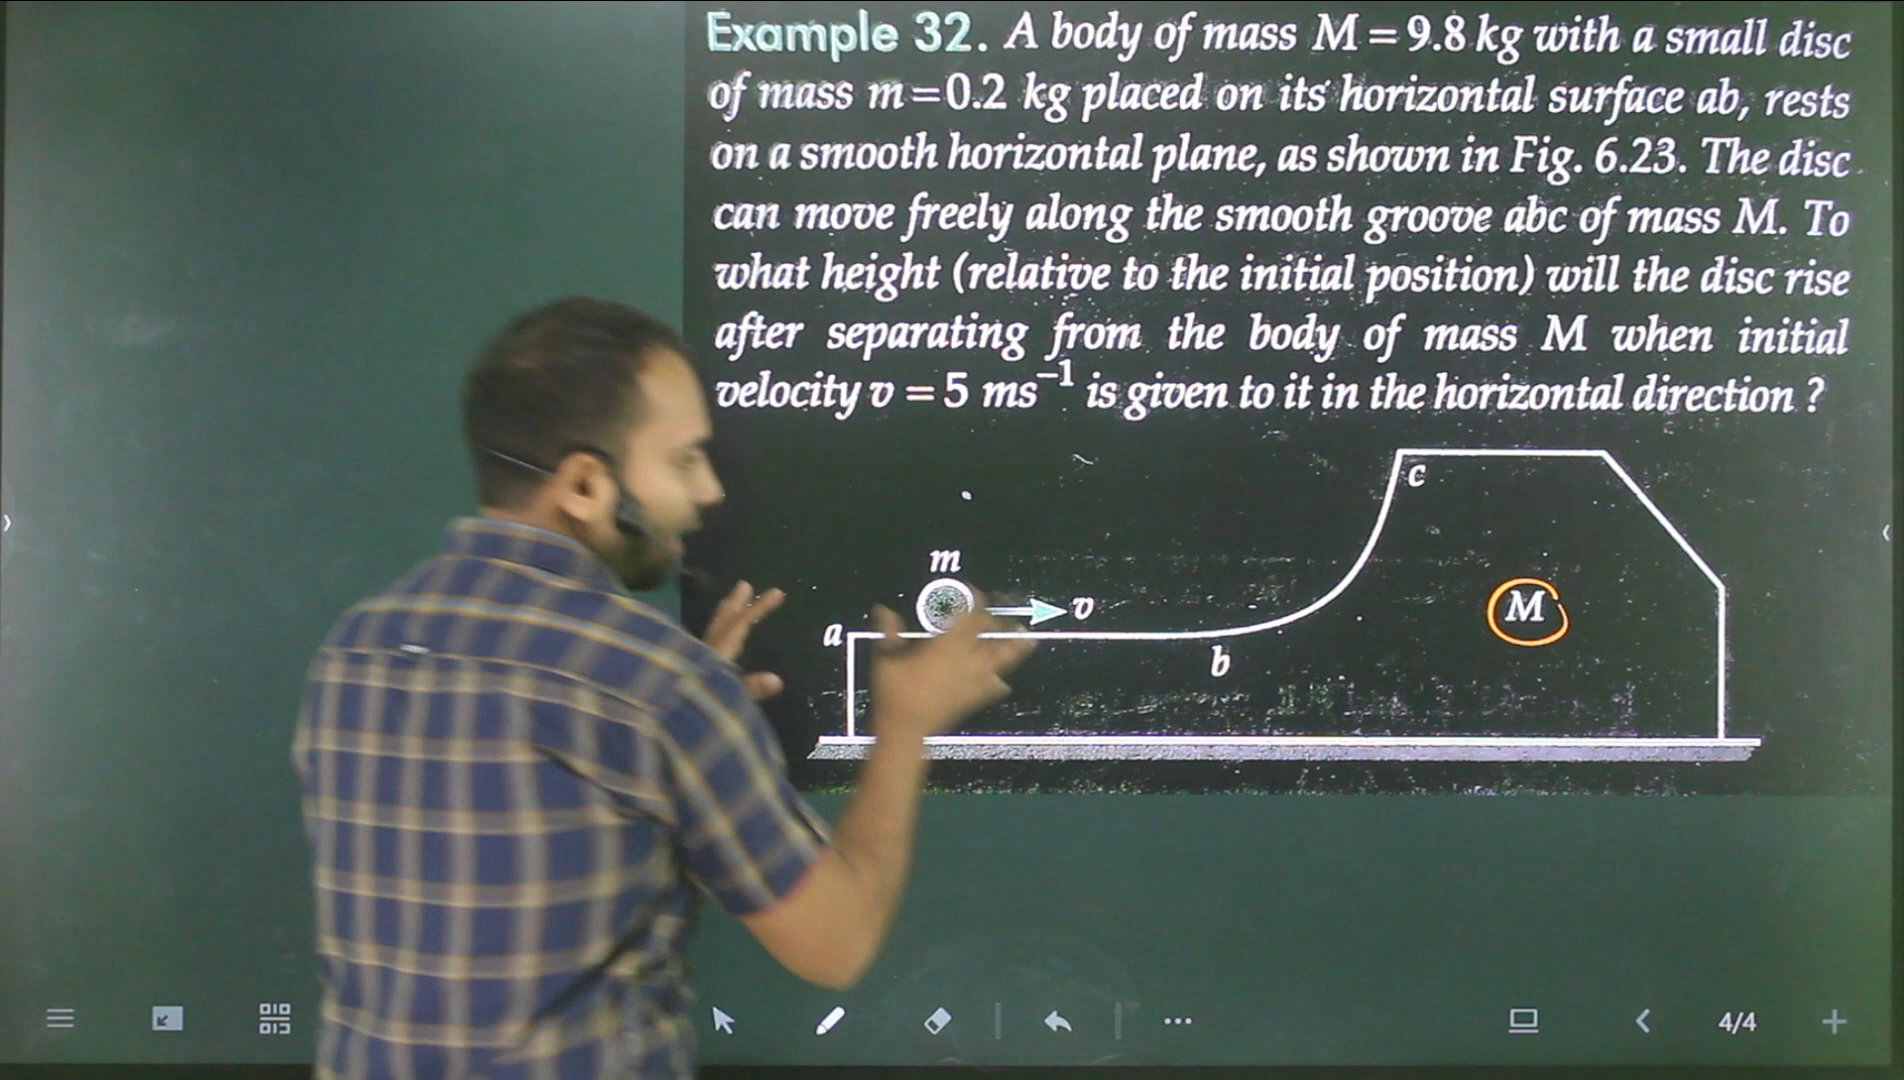 Example 32. A body of mass M = 9.8 kg with a small disc
of mass m = 0.2 kg placed on its horizontal surface ab, rests
on a smooth horizontal plane, as shown in Fig. 6.23. The disc
can move freely along the smooth groove abc of mass M. To
what height (relative to the initial position) will the disc rise
after separating from the body of mass M when initial
velocity v = 5 ms⁻¹ is given to it in the horizontal direction ?
c
m
v
M
a
b
4/4